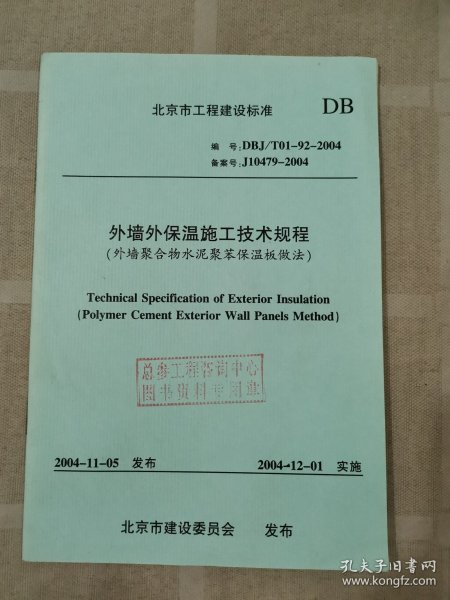 北京市工程建设标准
DB
编 号:DBJ/T01-92-2004
备案号:J10479-2004
外墙外保温施工技术规程
(外墙聚合物水泥聚苯保温板做法)
Technical Specification of Exterior Insulation
(Polymer Cement Exterior Wall Panels Method)
总参工程咨询中心
图书资料专用章
2004-11-05 发布
2004-12-01 实施
北京市建设委员会 发布
孔夫子旧书网
www.kongfz.com